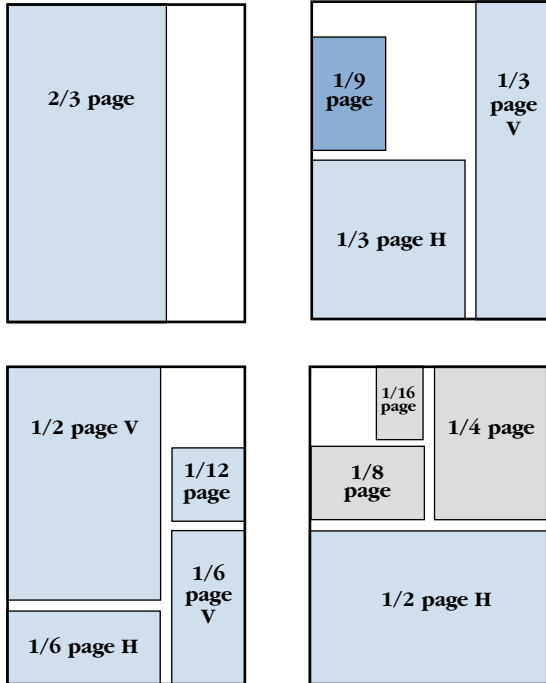 2/3 page
1/9
page
1/3
page
V
1/3 page H
1/2 page V
1/12
page
1/6
page
V
1/6 page H
1/16
page
1/4 page
1/8
page
1/2 page H